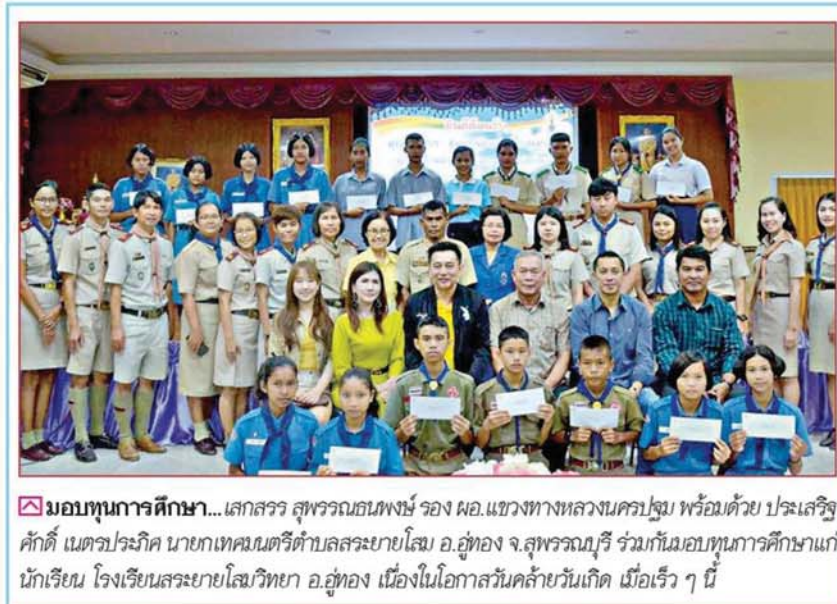 มอบทุนการศึกษา...เสกสรร สุพรรณธนพงษ์ รอง ผอ.แขวงทางหลวงนครปฐม พร้อมด้วย ประเสริฐ
ศักดิ์ เนตรประภิศ นายกเทศมนตรีตำบลสระยายโสม อ.อู่ทอง จ.สุพรรณบุรี ร่วมกันมอบทุนการศึกษาแก่
นักเรียน โรงเรียนสระยายโสมวิทยา อ.อู่ทอง เนื่องในโอกาสวันคล้ายวันเกิด เมื่อเร็ว ๆ นี้